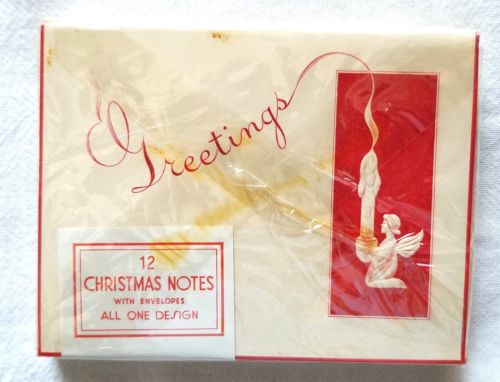 Greetings
12
CHRISTMAS NOTES
WITH ENVELOPES
ALL ONE DESIGN